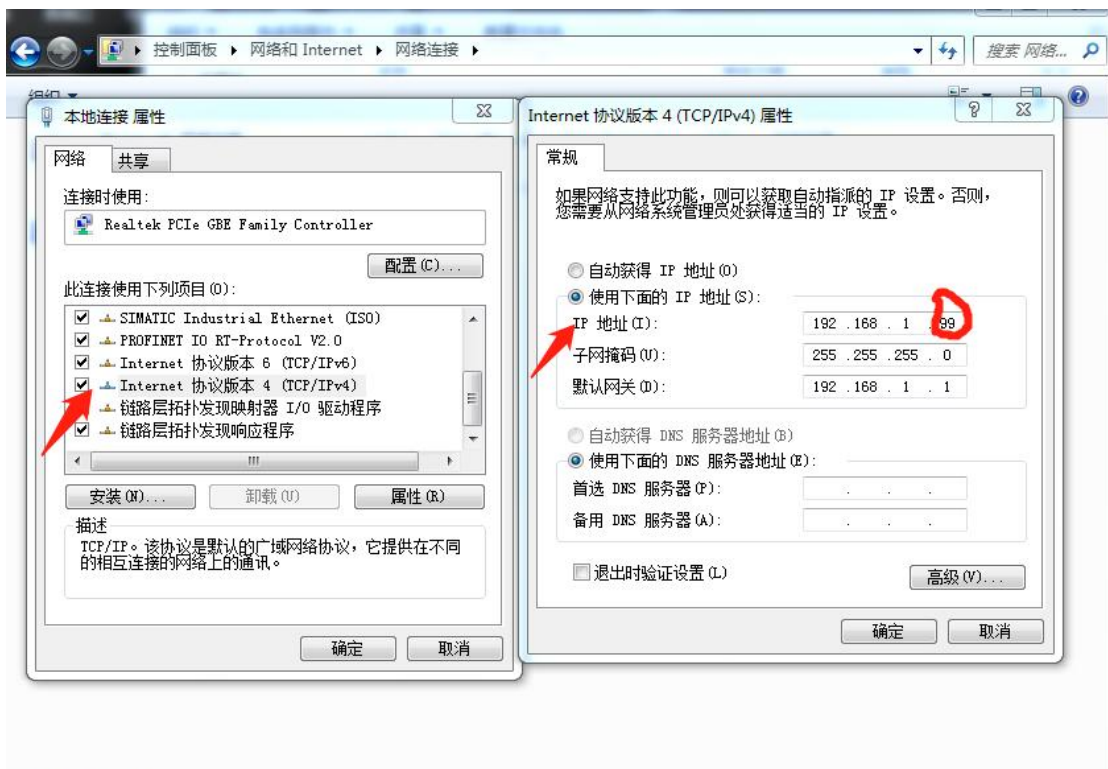 控制面板 ▸ 网络和 Internet ▸ 网络连接 ▸
搜索 网络...
组织
本地连接 属性
网络
共享
连接时使用:
Realtek PCIe GBE Family Controller
配置(C)...
此连接使用下列项目(O):
SIMATIC Industrial Ethernet (ISO)
PROFINET IO RT-Protocol V2.0
Internet 协议版本 6 (TCP/IPv6)
Internet 协议版本 4 (TCP/IPv4)
链路层拓扑发现映射器 I/O 驱动程序
链路层拓扑发现响应程序
安装(N)...
卸载(U)
属性(R)
描述
TCP/IP。该协议是默认的广域网络协议，它提供在不同
的相互连接的网络上的通讯。
确定
取消
Internet 协议版本 4 (TCP/IPv4) 属性
常规
如果网络支持此功能，则可以获取自动指派的 IP 设置。否则，
您需要从网络系统管理员处获得适当的 IP 设置。
自动获得 IP 地址(O)
使用下面的 IP 地址(S):
IP 地址(I): 192 .168 . 1 . 99
子网掩码(U): 255 .255 .255 . 0
默认网关(D): 192 .168 . 1 . 1
自动获得 DNS 服务器地址(B)
使用下面的 DNS 服务器地址(E):
首选 DNS 服务器(P): . . .
备用 DNS 服务器(A): . . .
退出时验证设置(L)
高级(V)...
确定
取消